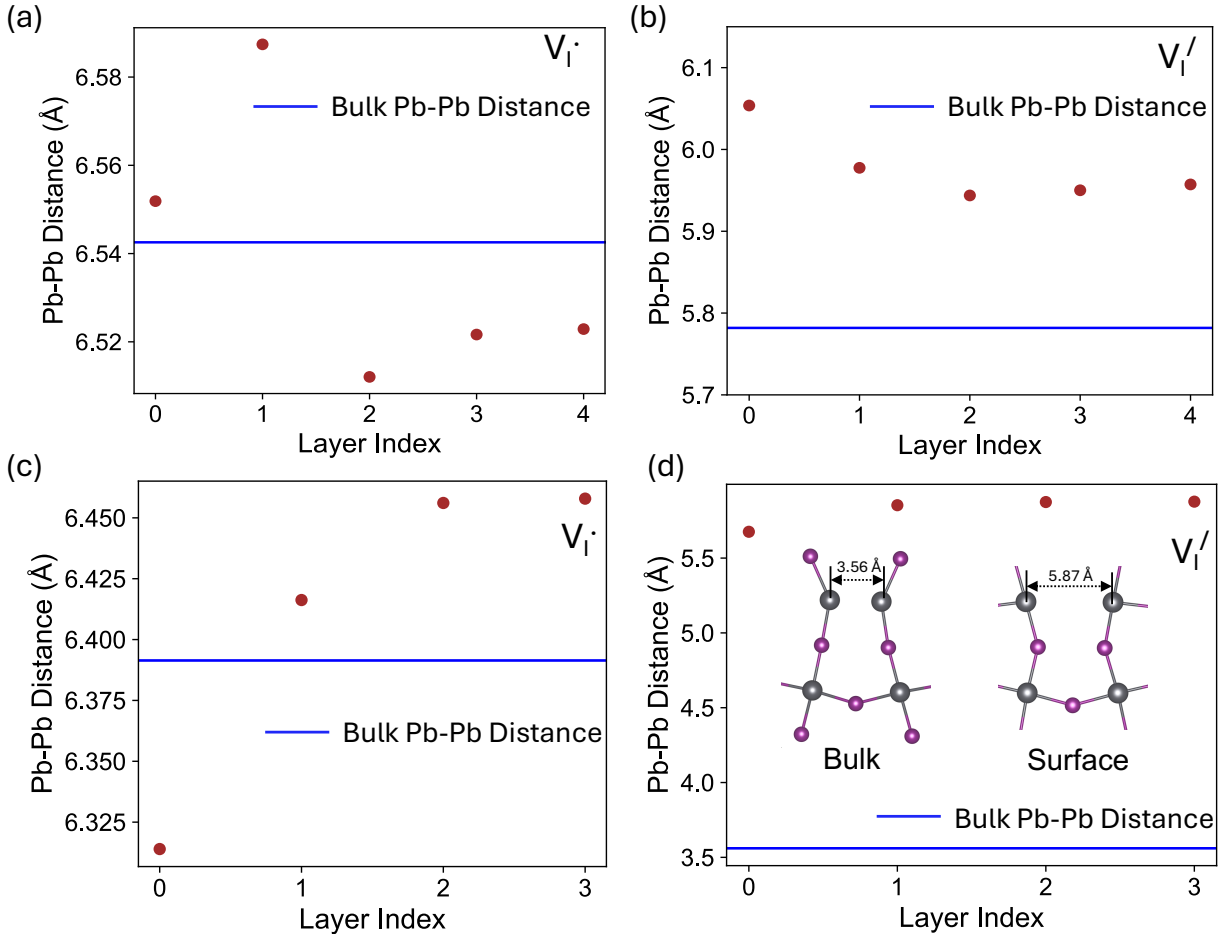 (a)
V_I^·
6.58
6.56
6.54
6.52
Pb-Pb Distance (Å)
Bulk Pb-Pb Distance
0 1 2 3 4
Layer Index
(b)
V_I^/
6.1
6.0
5.9
5.8
5.7
Pb-Pb Distance (Å)
Bulk Pb-Pb Distance
0 1 2 3 4
Layer Index
(c)
V_I^·
6.450
6.425
6.400
6.375
6.350
6.325
Pb-Pb Distance (Å)
Bulk Pb-Pb Distance
0 1 2 3
Layer Index
(d)
V_I^/
5.5
5.0
4.5
4.0
3.5
Pb-Pb Distance (Å)
3.56 Å
5.87 Å
Bulk
Surface
Bulk Pb-Pb Distance
0 1 2 3
Layer Index